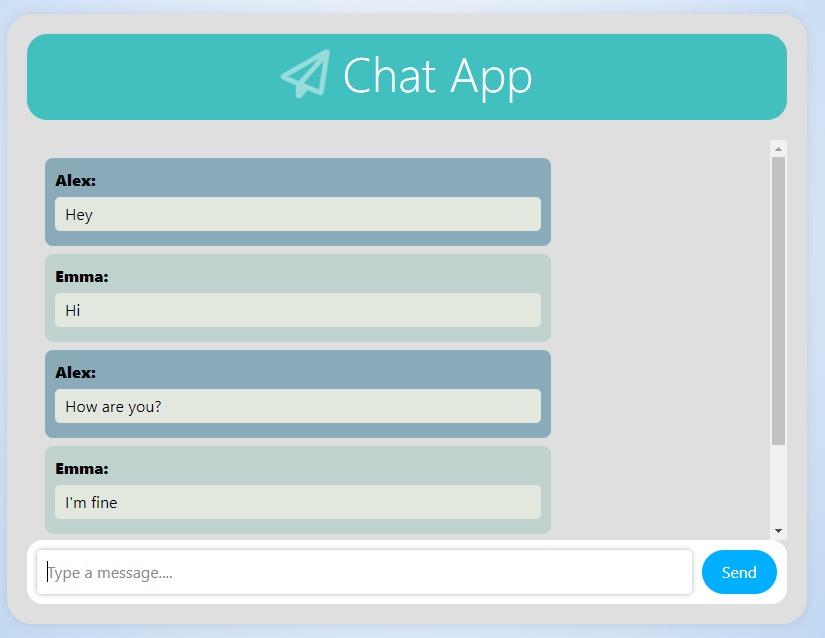 Chat App
Alex:
Hey
Emma:
Hi
Alex:
How are you?
Emma:
I'm fine
Type a message....
Send